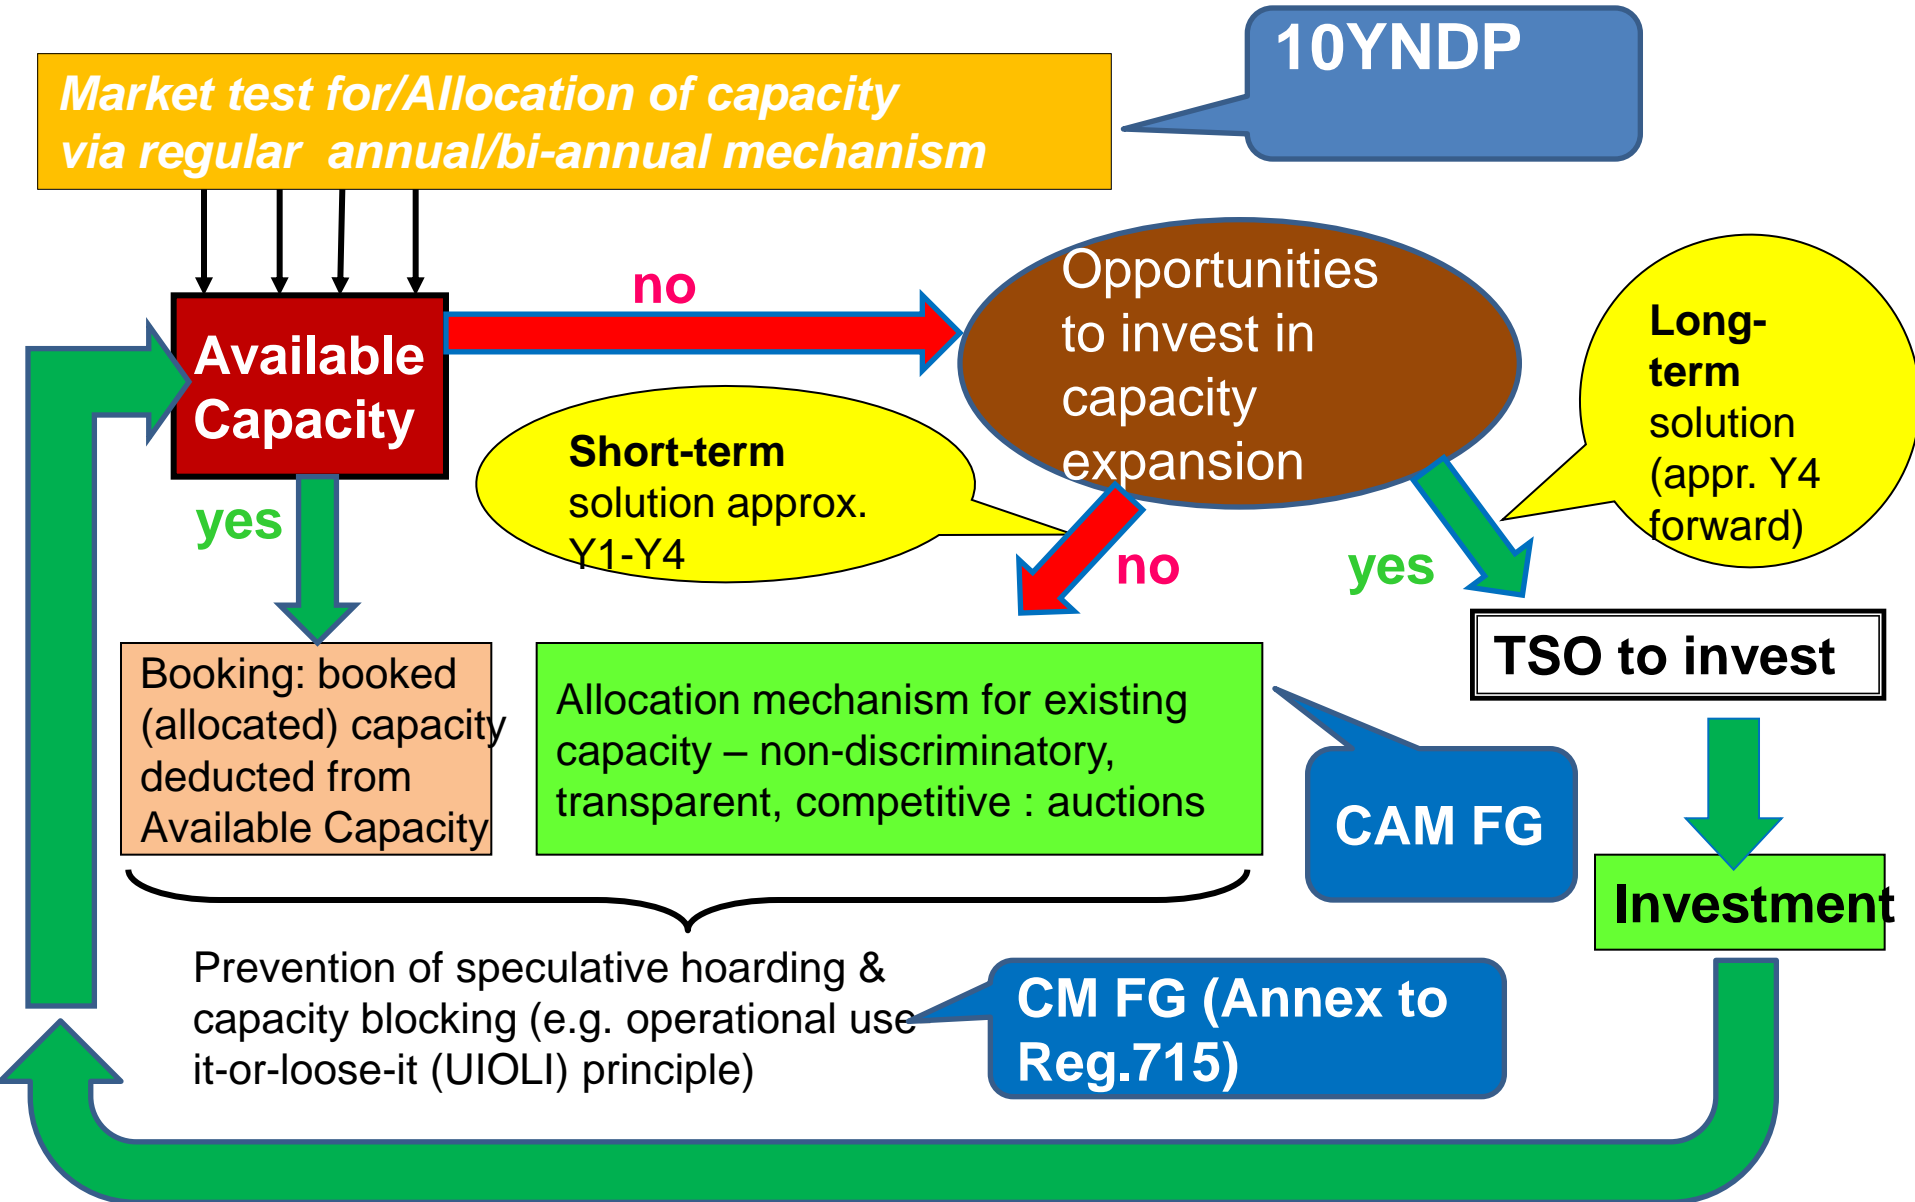 10YNDP
Market test for/Allocation of capacity
via regular annual/bi-annual mechanism
no
Opportunities
to invest in
capacity
expansion
Long-
term
solution
(appr. Y4
forward)
Available
Capacity
Short-term
solution approx.
Y1-Y4
yes
no
yes
TSO to invest
Booking: booked
(allocated) capacity
deducted from
Available Capacity
Allocation mechanism for existing
capacity – non-discriminatory,
transparent, competitive : auctions
CAM FG
Investment
Prevention of speculative hoarding &
capacity blocking (e.g. operational use-
it-or-loose-it (UIOLI) principle)
CM FG (Annex to
Reg.715)